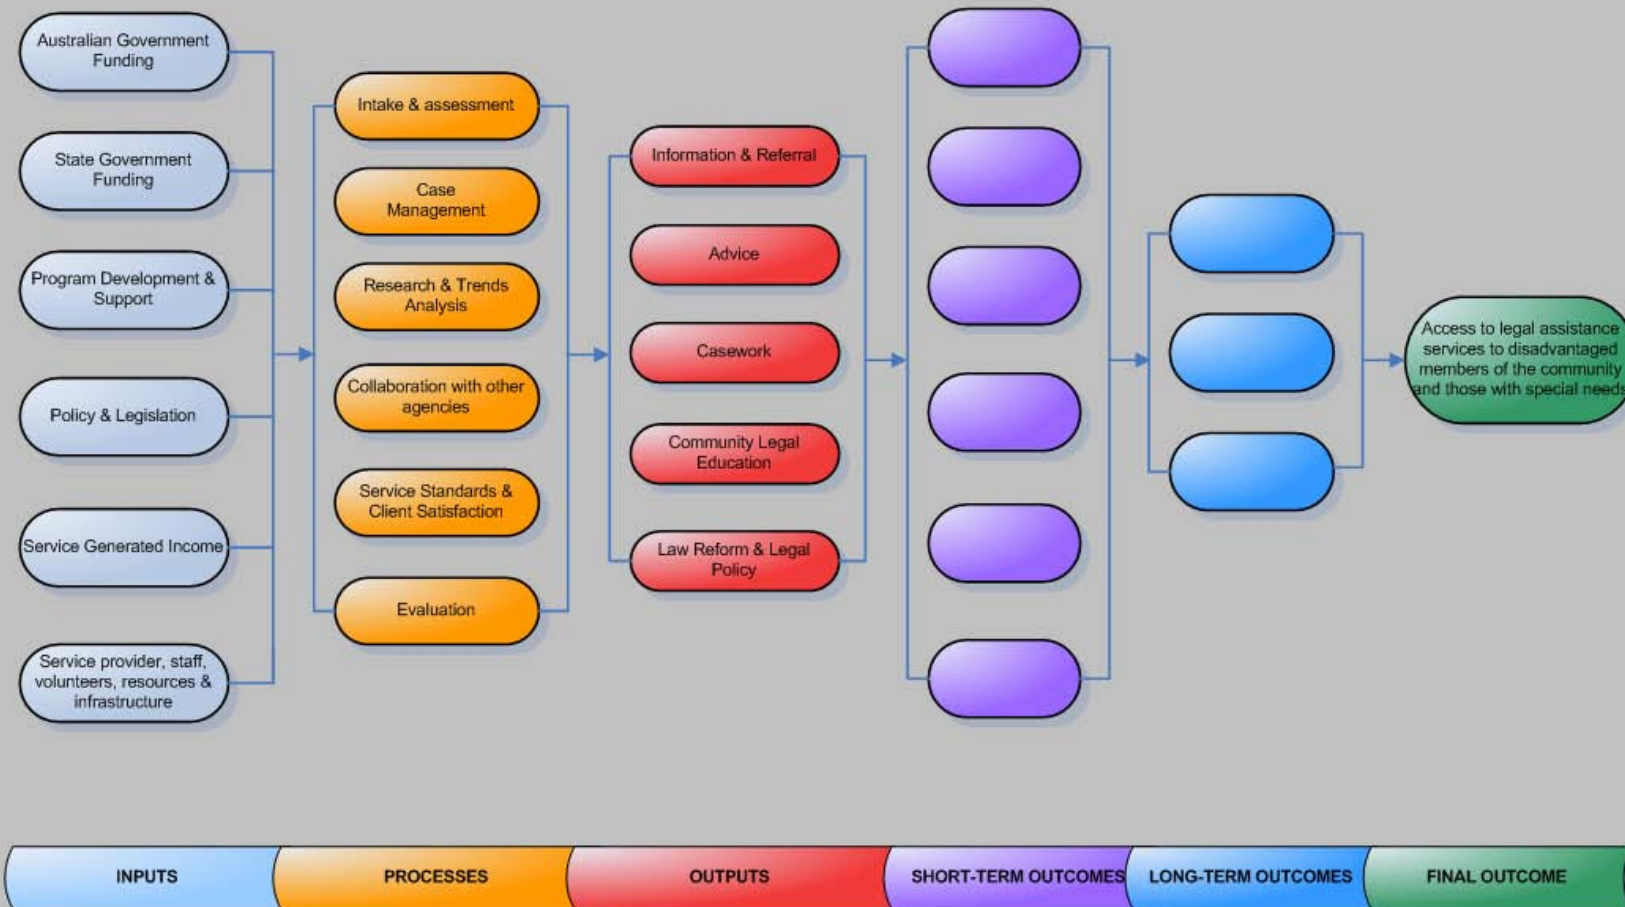 Australian Government
Funding
State Government
Funding
Program Development &
Support
Policy & Legislation
Service Generated Income
Service provider, staff,
volunteers, resources &
infrastructure
Intake & assessment
Case
Management
Research & Trends
Analysis
Collaboration with other
agencies
Service Standards &
Client Satisfaction
Evaluation
Information & Referral
Advice
Casework
Community Legal
Education
Law Reform & Legal
Policy
Access to legal assistance
services to disadvantaged
members of the community
and those with special needs
INPUTS
PROCESSES
OUTPUTS
SHORT-TERM OUTCOMES
LONG-TERM OUTCOMES
FINAL OUTCOME